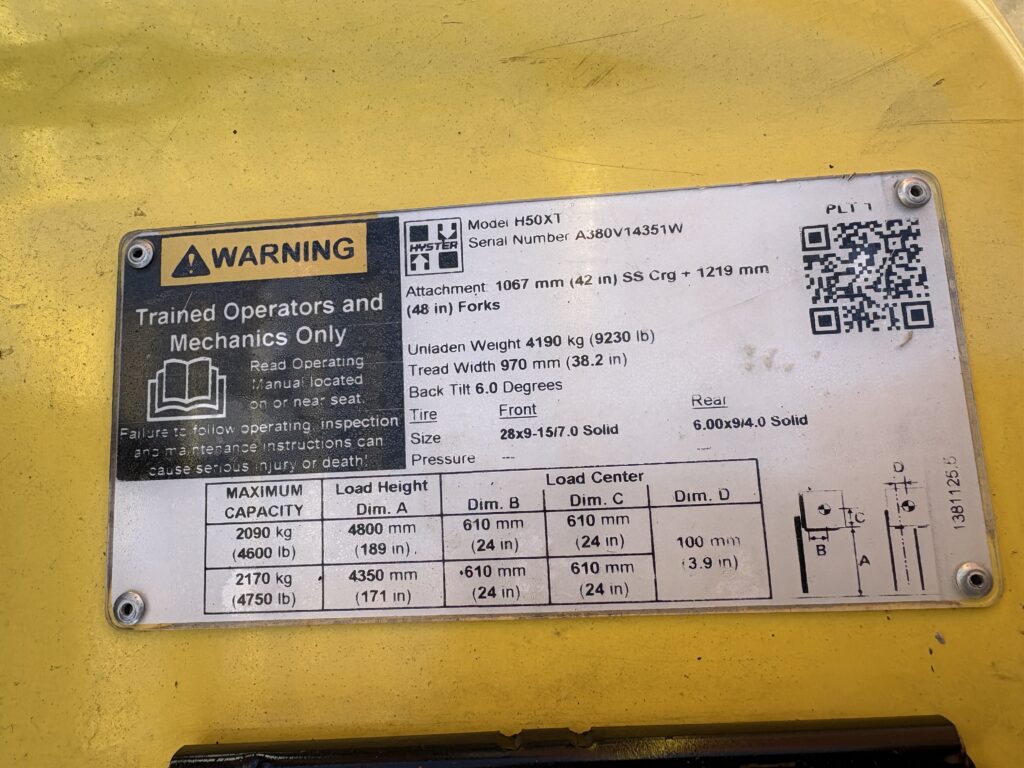 WARNING
Trained Operators and
Mechanics Only
Read Operating
Manual located
on or near seat.
Failure to follow operating, inspection
and maintenance instructions can
cause serious injury or death!
HYSTER
Model H50XT
Serial Number A380V14351W
PLT 1
Attachment 1067 mm (42 in) SS Crg + 1219 mm
(48 in) Forks
Unladen Weight 4190 kg (9230 lb)
Tread Width 970 mm (38.2 in)
Back Tilt 6.0 Degrees
Tire Front Rear
Size 28x9-15/7.0 Solid 6.00x9/4.0 Solid
Pressure --- ---
MAXIMUM CAPACITY Load Height Dim. A Load Center
Dim. B Dim. C Dim. D
2090 kg (4600 lb) 4800 mm (189 in) 610 mm (24 in) 610 mm (24 in) 100 mm (3.9 in)
2170 kg (4750 lb) 4350 mm (171 in) 610 mm (24 in) 610 mm (24 in)
D
C
B
A
1381125.5